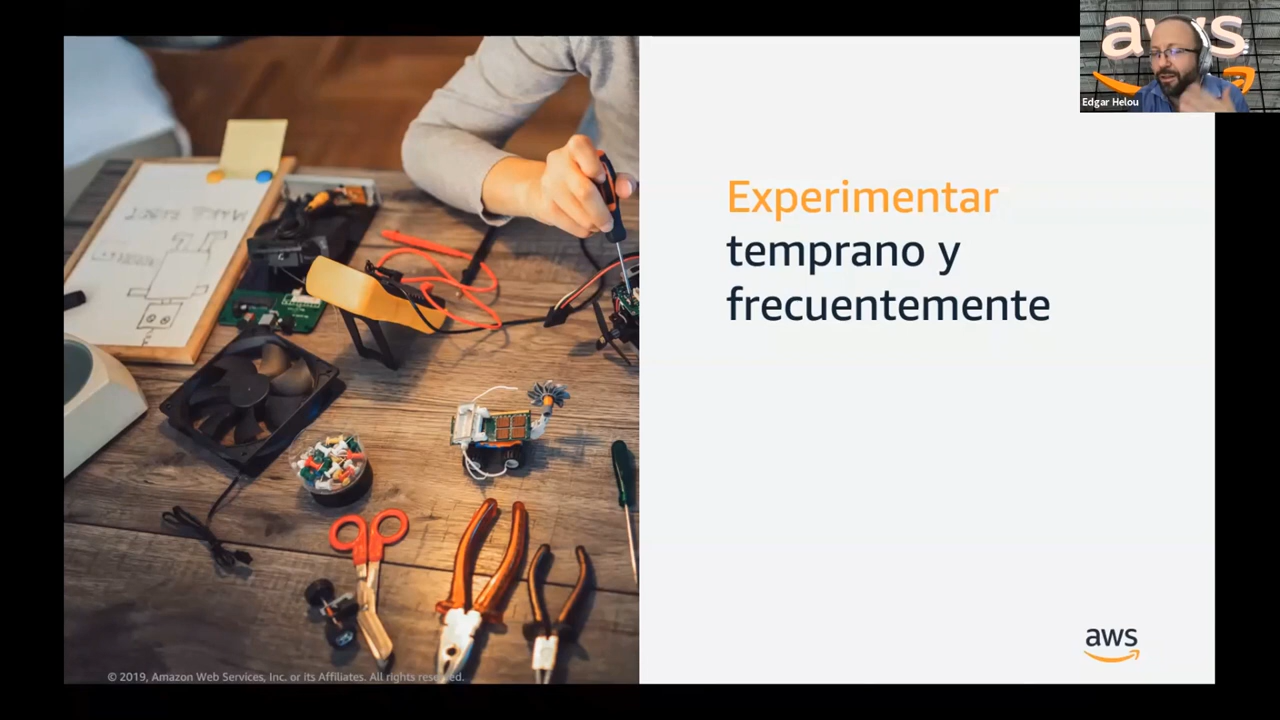 aws
Edgar Helou
Experimentar
temprano y
frecuentemente
aws
© 2019, Amazon Web Services, Inc. or its Affiliates. All rights reserved.